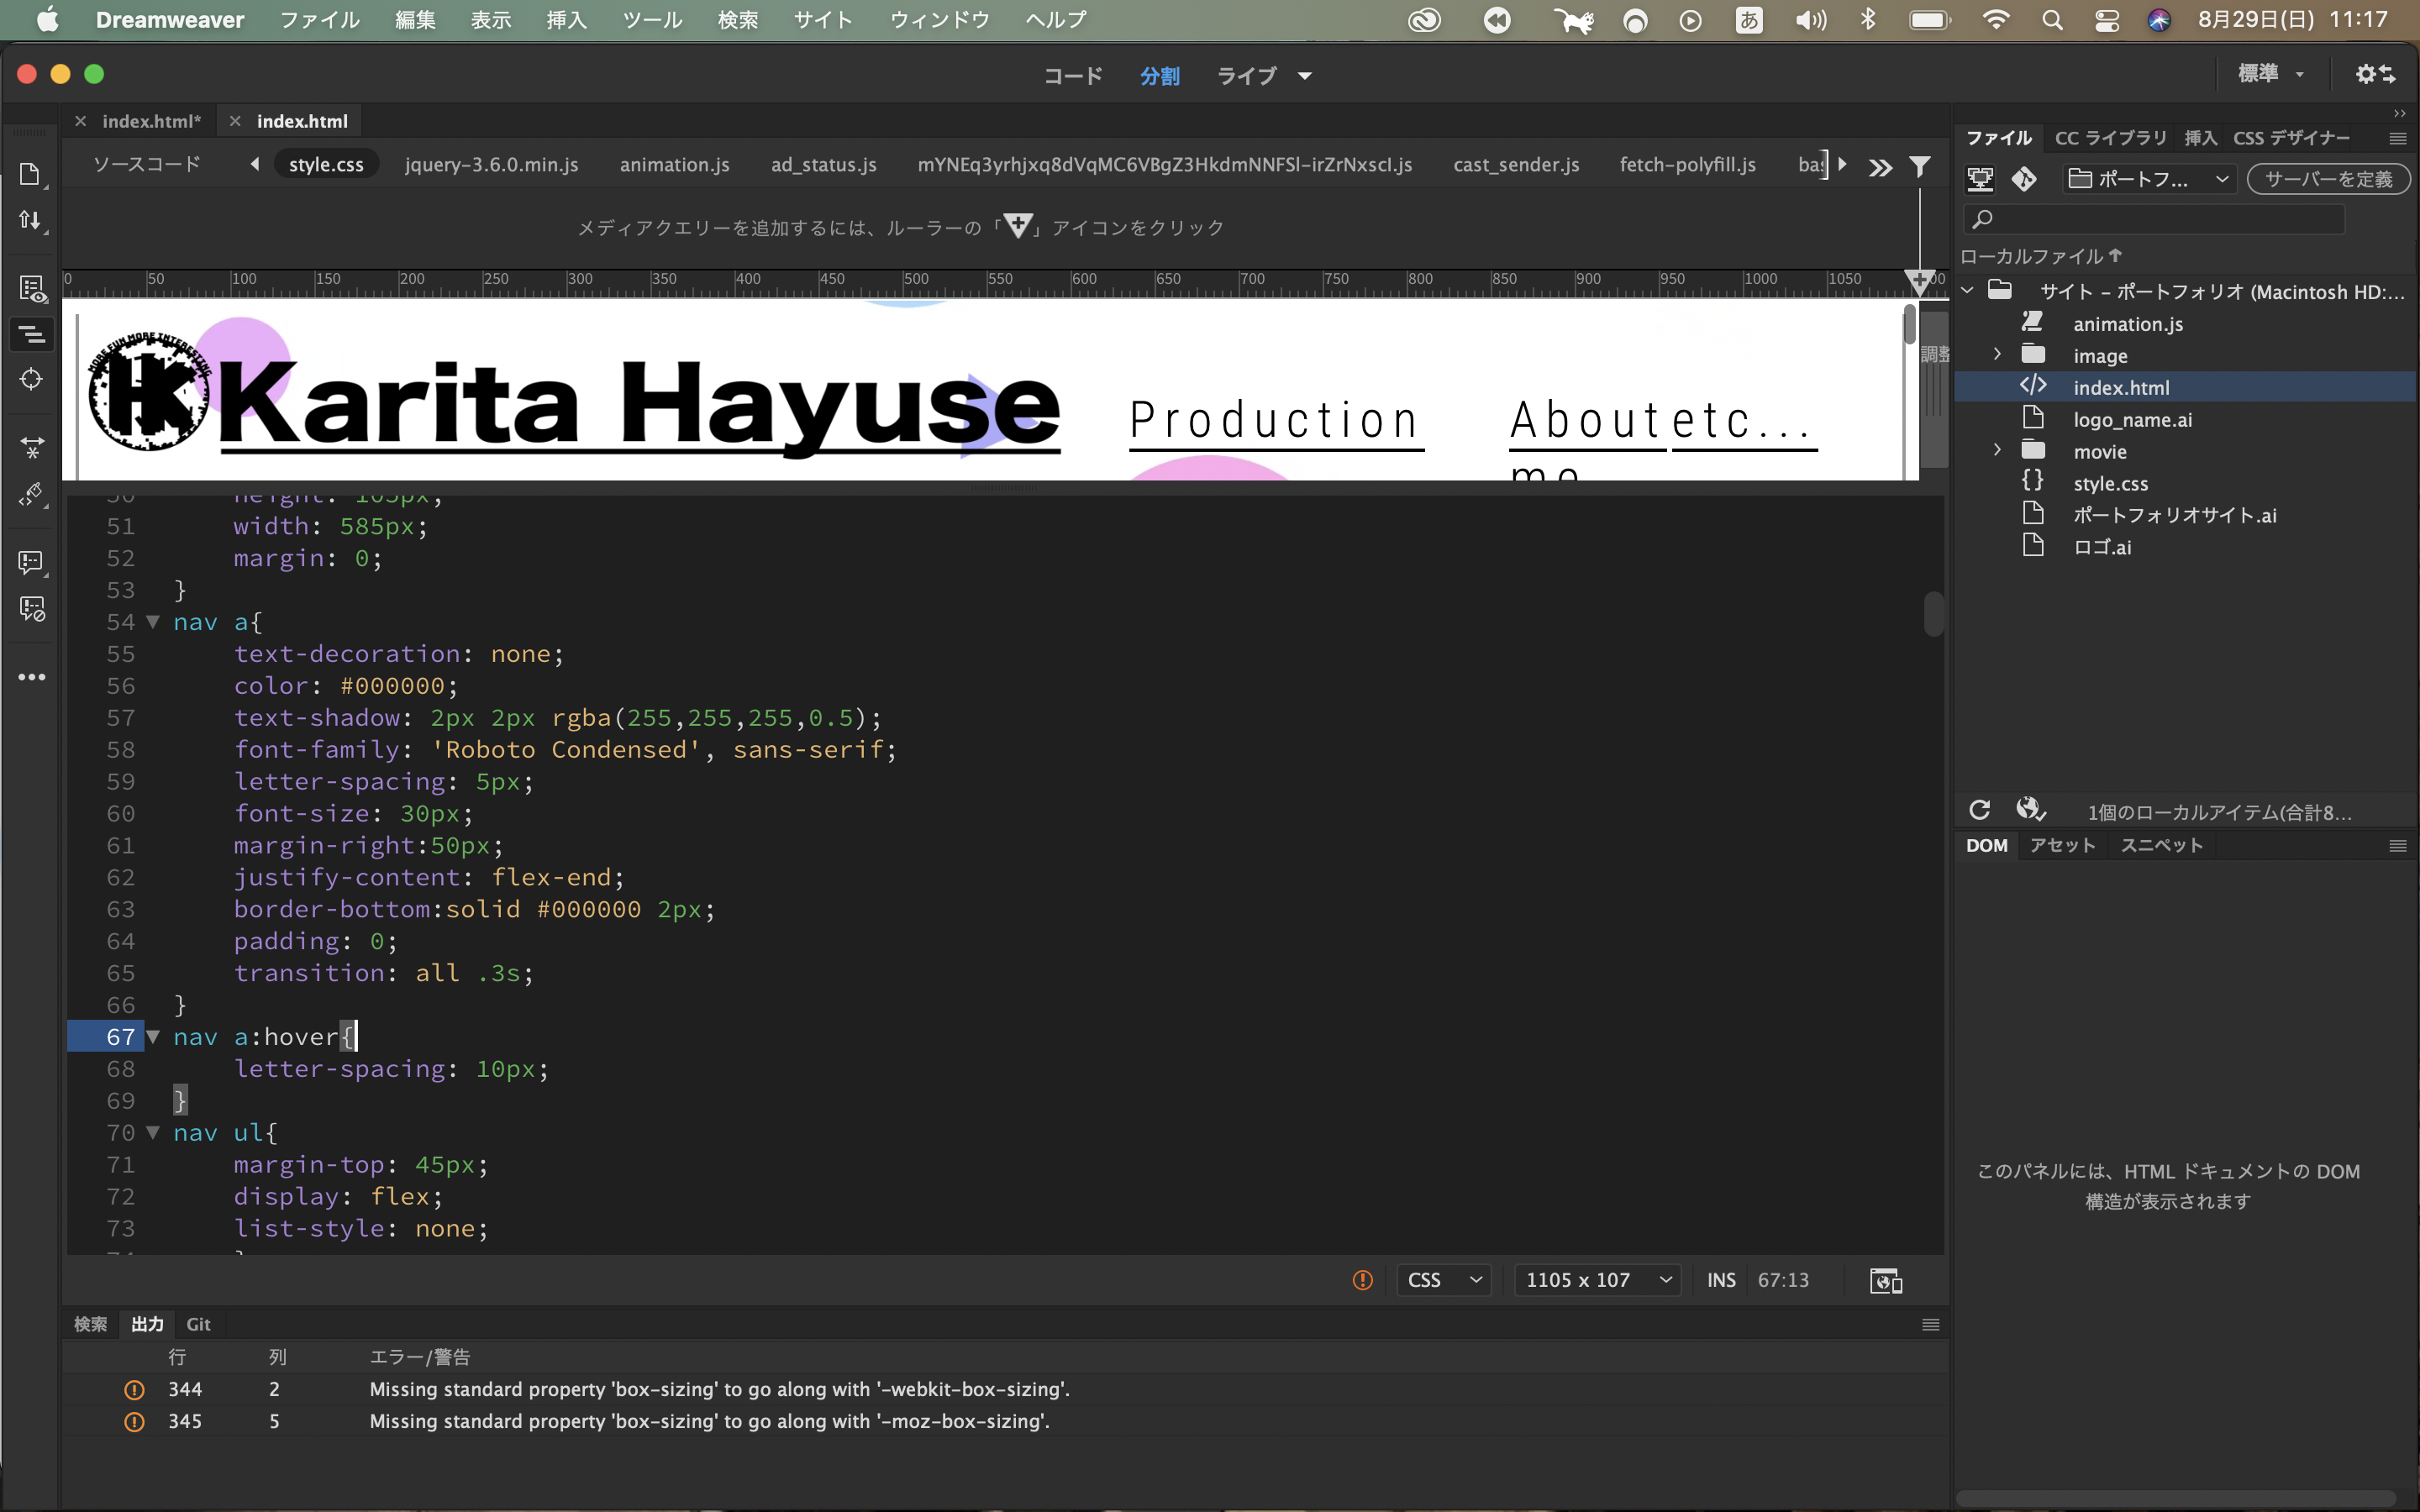 Dreamweaver ファイル 編集 表示 挿入 ツール 検索 サイト ウィンドウ ヘルプ あ 8月29日(日) 11:17
コード 分割 ライブ 標準
index.html* index.html
ソースコード style.css jquery-3.6.0.min.js animation.js ad_status.js mYNEq3yrhjxq8dVqMC6VBgZ3HkdmNNFSl-irZrNxscI.js cast_sender.js fetch-polyfill.js
メディアクエリーを追加するには、ルーラーの「 」アイコンをクリック
0 50 100 150 200 250 300 350 400 450 500 550 600 650 700 750 800 850 900 950 1000 1050
MORE FUN MORE INTERESTING
HK Karita Hayuse Production About etc...
me
調整
50 height: 105px;
51 width: 585px;
52 margin: 0;
53 }
54 nav a{
55 text-decoration: none;
56 color: #000000;
57 text-shadow: 2px 2px rgba(255,255,255,0.5);
58 font-family: 'Roboto Condensed', sans-serif;
59 letter-spacing: 5px;
60 font-size: 30px;
61 margin-right:50px;
62 justify-content: flex-end;
63 border-bottom:solid #000000 2px;
64 padding: 0;
65 transition: all .3s;
66 }
67 nav a:hover{
68 letter-spacing: 10px;
69 }
70 nav ul{
71 margin-top: 45px;
72 display: flex;
73 list-style: none;
CSS 1105 x 107 INS 67:13
検索 出力 Git
行 列 エラー/警告
344 2 Missing standard property 'box-sizing' to go along with '-webkit-box-sizing'.
345 5 Missing standard property 'box-sizing' to go along with '-moz-box-sizing'.
ファイル CC ライブラリ 挿入 CSS デザイナー
ポートフ... サーバーを定義
ローカルファイル
サイト – ポートフォリオ (Macintosh HD:...
animation.js
image
index.html
logo_name.ai
movie
style.css
ポートフォリオサイト.ai
ロゴ.ai
1個のローカルアイテム(合計8...
DOM アセット スニペット
このパネルには、HTML ドキュメントの DOM
構造が表示されます